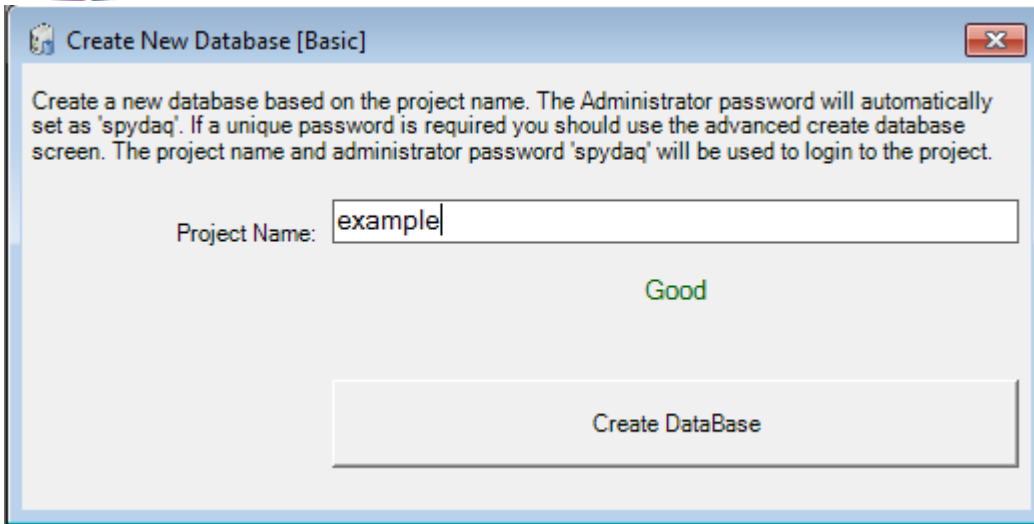 Create New Database [Basic]
Create a new database based on the project name. The Administrator password will automatically
set as 'spydaq'. If a unique password is required you should use the advanced create database
screen. The project name and administrator password 'spydaq' will be used to login to the project.
Project Name: example
Good
Create DataBase